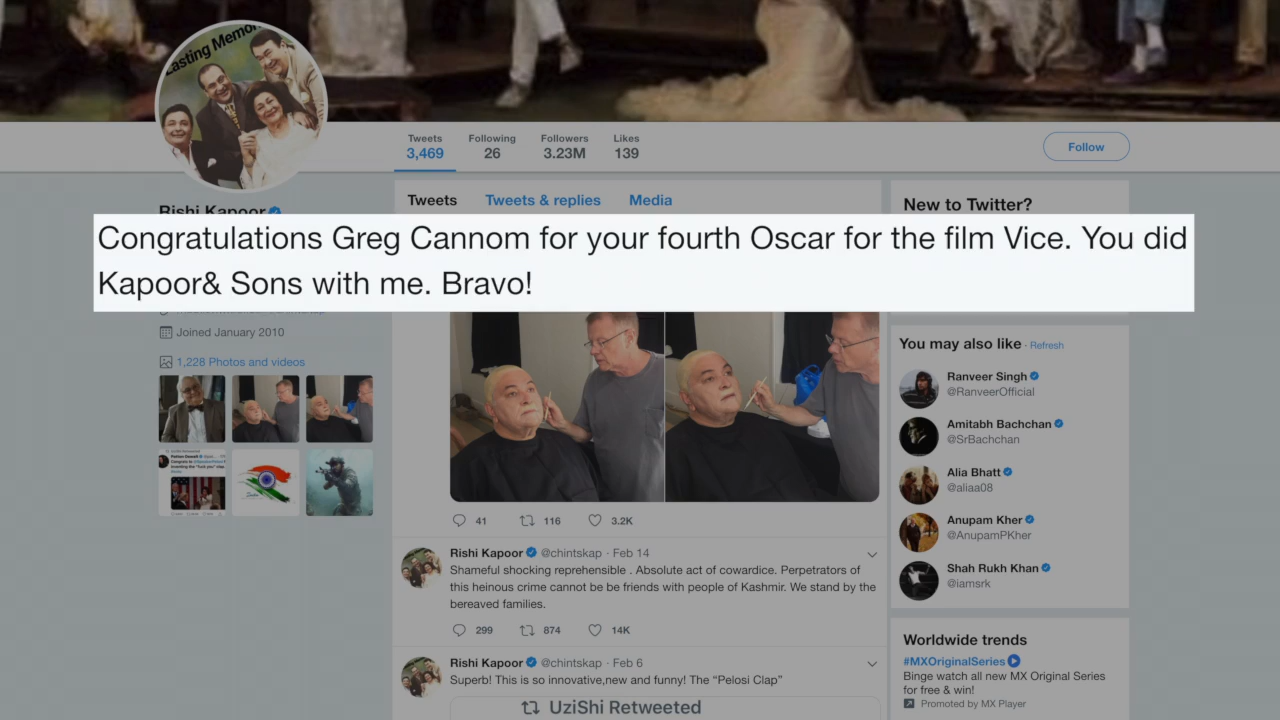 Lasting Memor
Tweets
3,469
Following
26
Followers
3.23M
Likes
139
Follow
Rishi Kapoor
Tweets
Tweets & replies
Media
New to Twitter?
Congratulations Greg Cannom for your fourth Oscar for the film Vice. You did
Kapoor& Sons with me. Bravo!
Joined January 2010
1,228 Photos and videos
41
116
3.2K
Rishi Kapoor @chintskap · Feb 14
Shameful shocking reprehensible . Absolute act of cowardice. Perpetrators of
this heinous crime cannot be be friends with people of Kashmir. We stand by the
bereaved families.
299
874
14K
Rishi Kapoor @chintskap · Feb 6
Superb! This is so innovative,new and funny! The “Pelosi Clap”
UziShi Retweeted
You may also like · Refresh
Ranveer Singh
@RanveerOfficial
Amitabh Bachchan
@SrBachchan
Alia Bhatt
@aliaa08
Anupam Kher
@AnupamPKher
Shah Rukh Khan
@iamsrk
Worldwide trends
#MXOriginalSeries
Binge watch all new MX Original Series
for free & win!
Promoted by MX Player